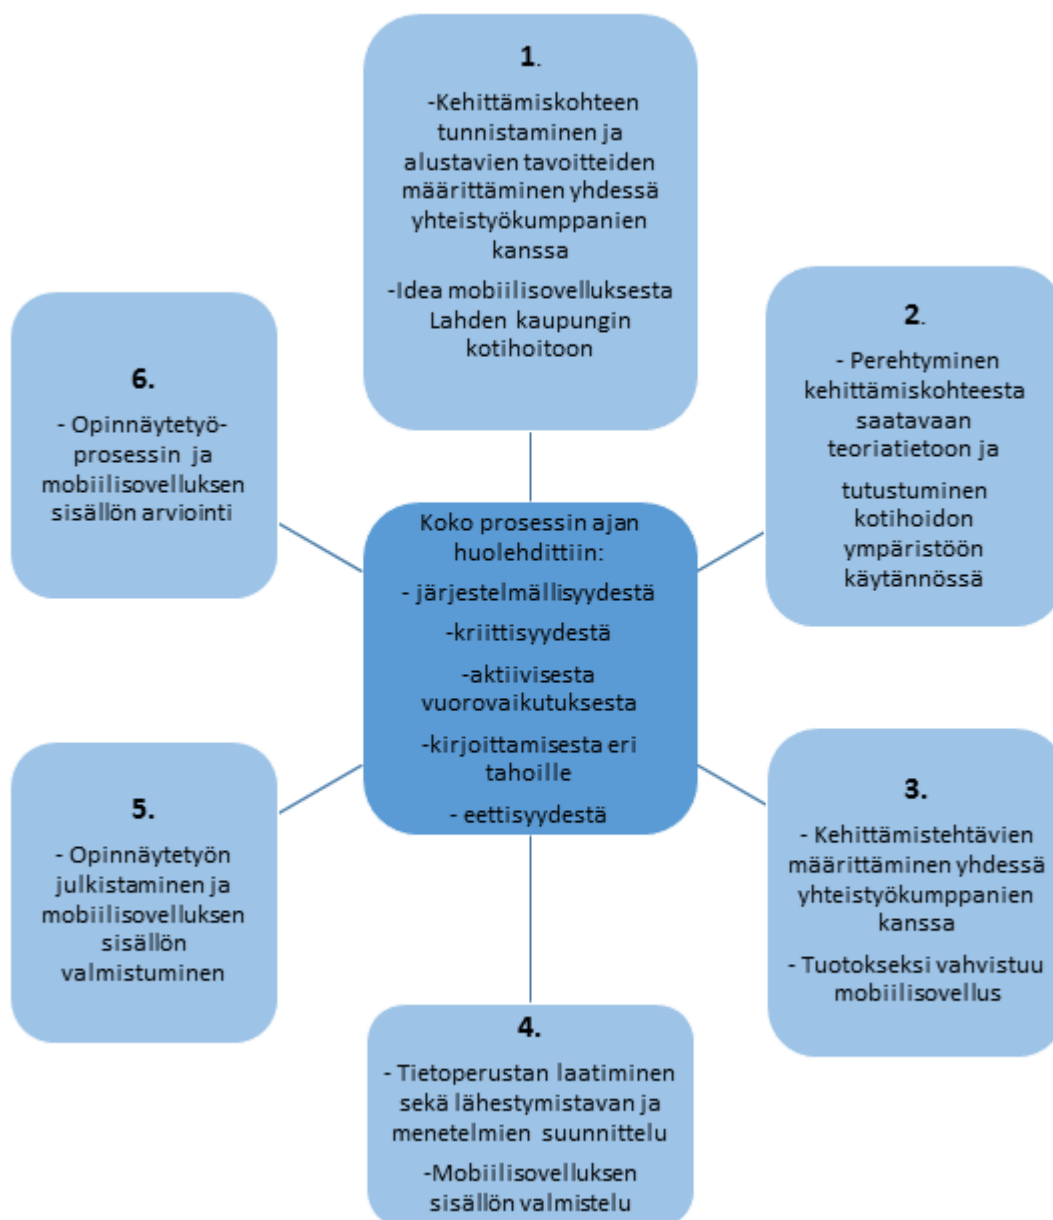 1.
-Kehittämiskohteen
tunnistaminen ja
alustavien tavoitteiden
määrittäminen yhdessä
yhteistyökumppanien
kanssa
-Idea mobiilisovelluksesta
Lahden kaupungin
kotihoitoon
2.
- Perehtyminen
kehittämiskohteesta
saatavaan
teoriatietoon ja
tutustuminen
kotihoidon
ympäristöön
käytännössä
3.
- Kehittämistehtävien
määrittäminen yhdessä
yhteistyökumppanien
kanssa
- Tuotokseksi vahvistuu
mobiilisovellus
4.
- Tietoperustan laatiminen
sekä lähestymistavan ja
menetelmien suunnittelu
-Mobiilisovelluksen
sisällön valmistelu
5.
- Opinnäytetyön
julkistaminen ja
mobiilisovelluksen
sisällön
valmistuminen
6.
- Opinnäytetyö-
prosessin ja
mobiilisovelluksen
sisällön arviointi
Koko prosessin ajan
huolehdittiin:
- järjestelmällisyydestä
-kriittisyydestä
-aktiivisesta
vuorovaikutuksesta
-kirjoittamisesta eri
tahoille
- eettisyydestä